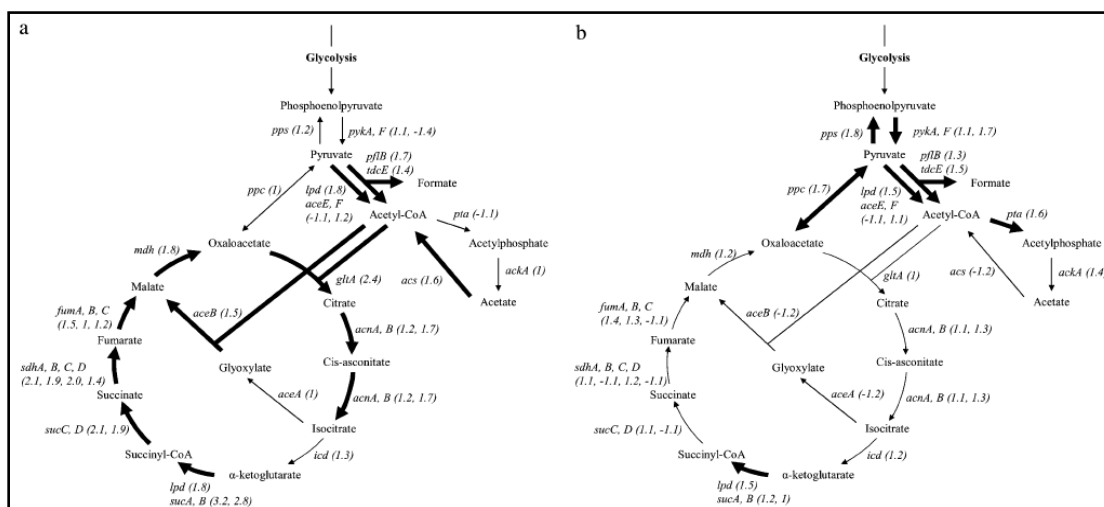 a
Glycolysis
Phosphoenolpyruvate
pps (1.2)
pykA, F (1.1, -1.4)
Pyruvate
pflB (1.7)
tdcE (1.4)
Formate
ppc (1)
lpd (1.8)
aceE, F
(-1.1, 1.2)
Acetyl-CoA
pta (-1.1)
Oxaloacetate
Acetylphosphate
mdh (1.8)
ackA (1)
gltA (2.4)
acs (1.6)
Malate
Citrate
Acetate
fumA, B, C
(1.5, 1, 1.2)
aceB (1.5)
acnA, B (1.2, 1.7)
Fumarate
Glyoxylate
Cis-asconitate
sdhA, B, C, D
(2.1, 1.9, 2.0, 1.4)
aceA (1)
acnA, B (1.2, 1.7)
Succinate
Isocitrate
sucC, D (2.1, 1.9)
icd (1.3)
Succinyl-CoA
α-ketoglutarate
lpd (1.8)
sucA, B (3.2, 2.8)
b
Glycolysis
Phosphoenolpyruvate
pps (1.8)
pykA, F (1.1, 1.7)
Pyruvate
pflB (1.3)
tdcE (1.5)
Formate
ppc (1.7)
lpd (1.5)
aceE, F
(-1.1, 1.1)
Acetyl-CoA
pta (1.6)
Oxaloacetate
Acetylphosphate
mdh (1.2)
ackA (1.4)
gltA (1)
acs (-1.2)
Malate
Citrate
Acetate
fumA, B, C
(1.4, 1.3, -1.1)
aceB (-1.2)
acnA, B (1.1, 1.3)
Fumarate
Glyoxylate
Cis-asconitate
sdhA, B, C, D
(1.1, -1.1, 1.2, -1.1)
aceA (-1.2)
acnA, B (1.1, 1.3)
Succinate
Isocitrate
sucC, D (1.1, -1.1)
icd (1.2)
Succinyl-CoA
α-ketoglutarate
lpd (1.5)
sucA, B (1.2, 1)